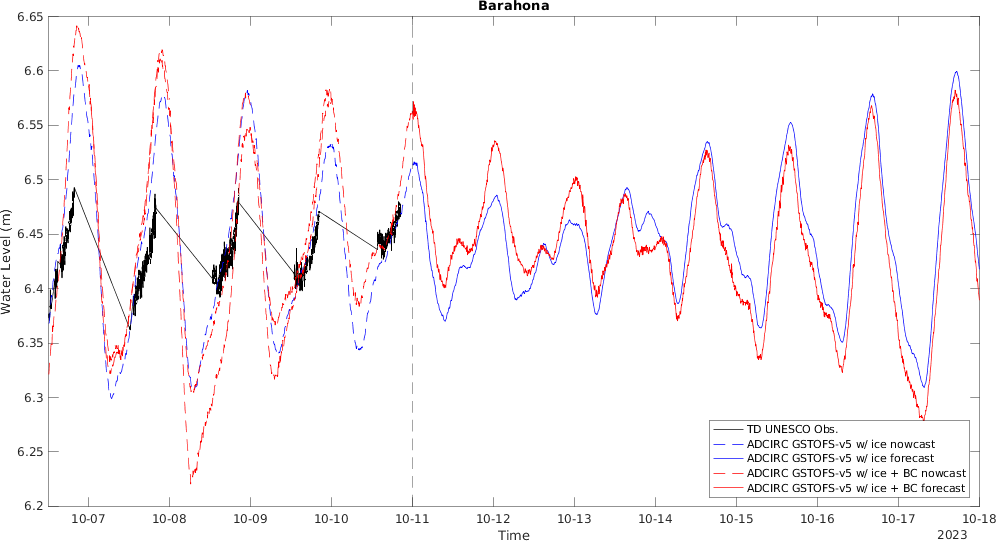 Barahona
6.65
6.6
6.55
6.5
6.45
6.4
6.35
6.3
6.25
6.2
Water Level (m)
TD UNESCO Obs.
ADCIRC GSTOFS-v5 w/ ice nowcast
ADCIRC GSTOFS-v5 w/ ice forecast
ADCIRC GSTOFS-v5 w/ ice + BC nowcast
ADCIRC GSTOFS-v5 w/ ice + BC forecast
10-07 10-08 10-09 10-10 10-11 10-12 10-13 10-14 10-15 10-16 10-17 10-18
Time
2023